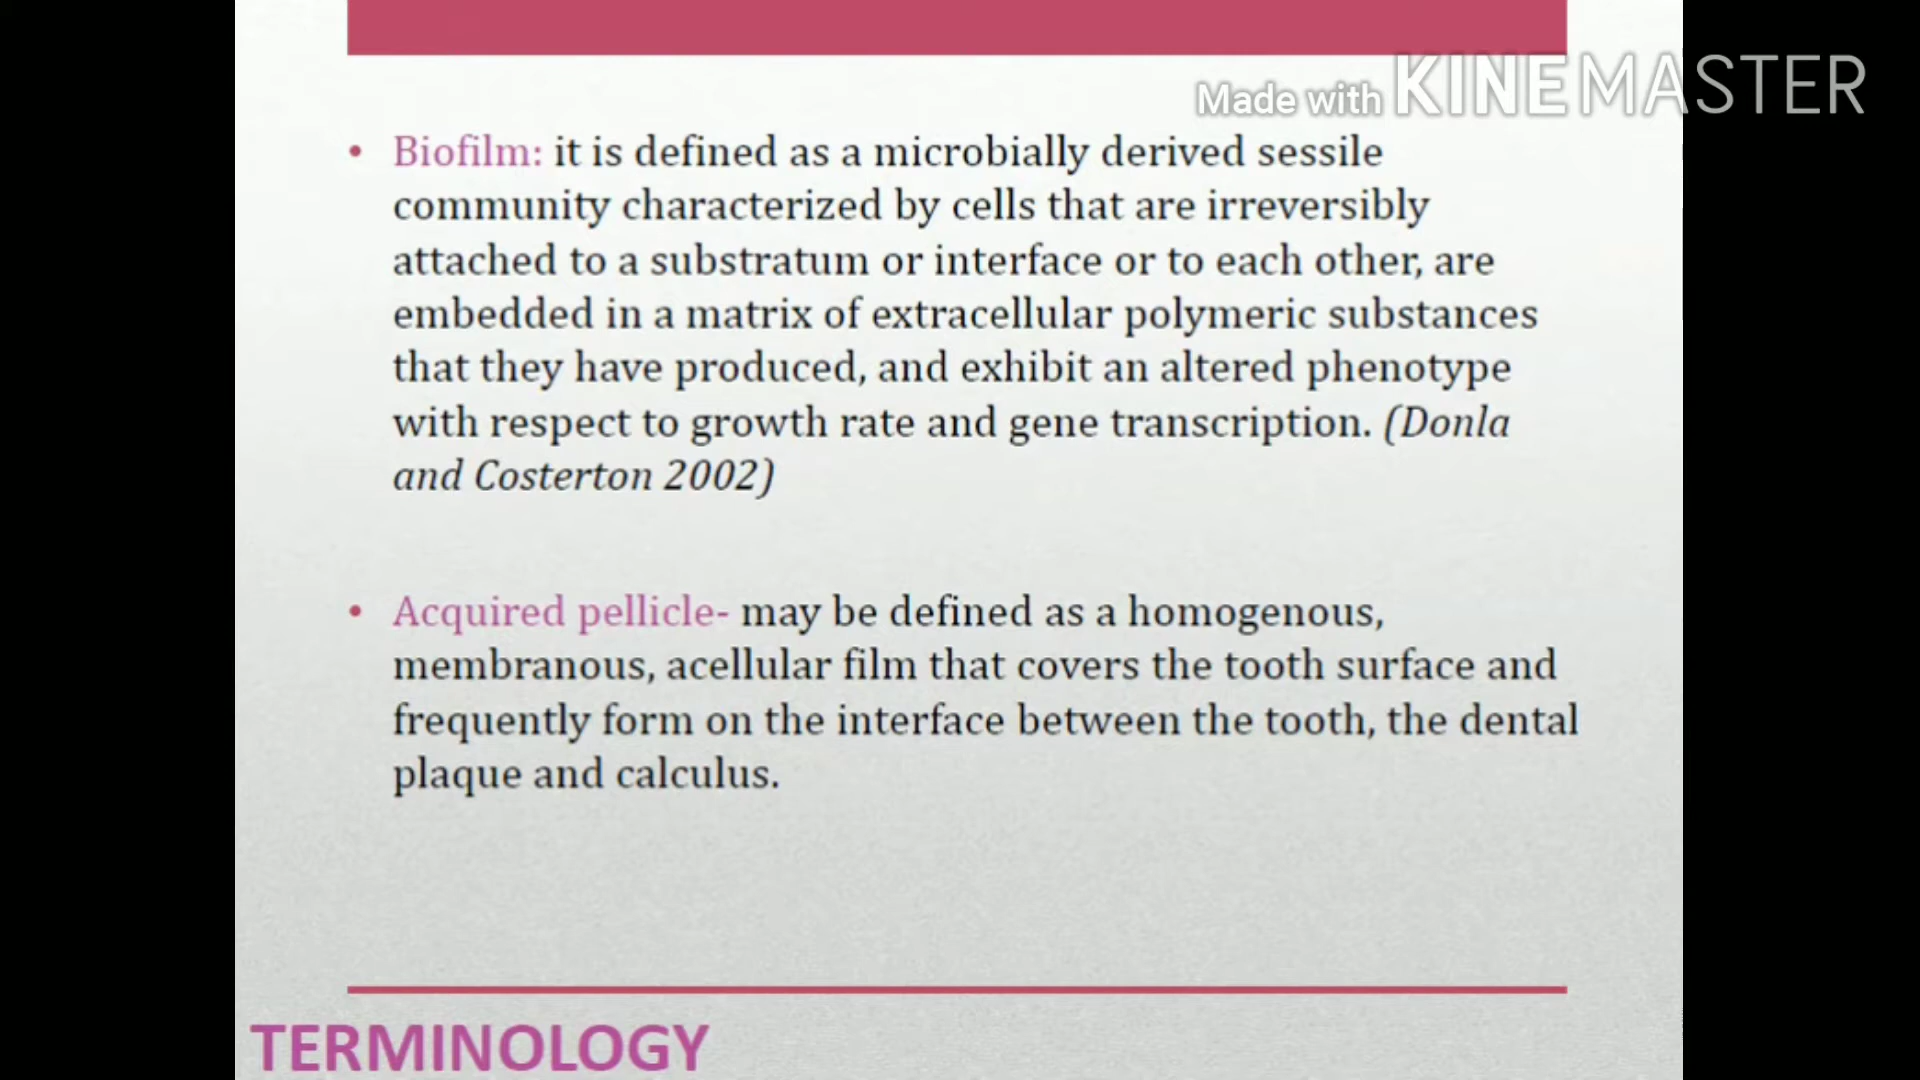 Made with KINEMASTER
• Biofilm: it is defined as a microbially derived sessile
community characterized by cells that are irreversibly
attached to a substratum or interface or to each other, are
embedded in a matrix of extracellular polymeric substances
that they have produced, and exhibit an altered phenotype
with respect to growth rate and gene transcription. (Donla
and Costerton 2002)
• Acquired pellicle- may be defined as a homogenous,
membranous, acellular film that covers the tooth surface and
frequently form on the interface between the tooth, the dental
plaque and calculus.
TERMINOLOGY